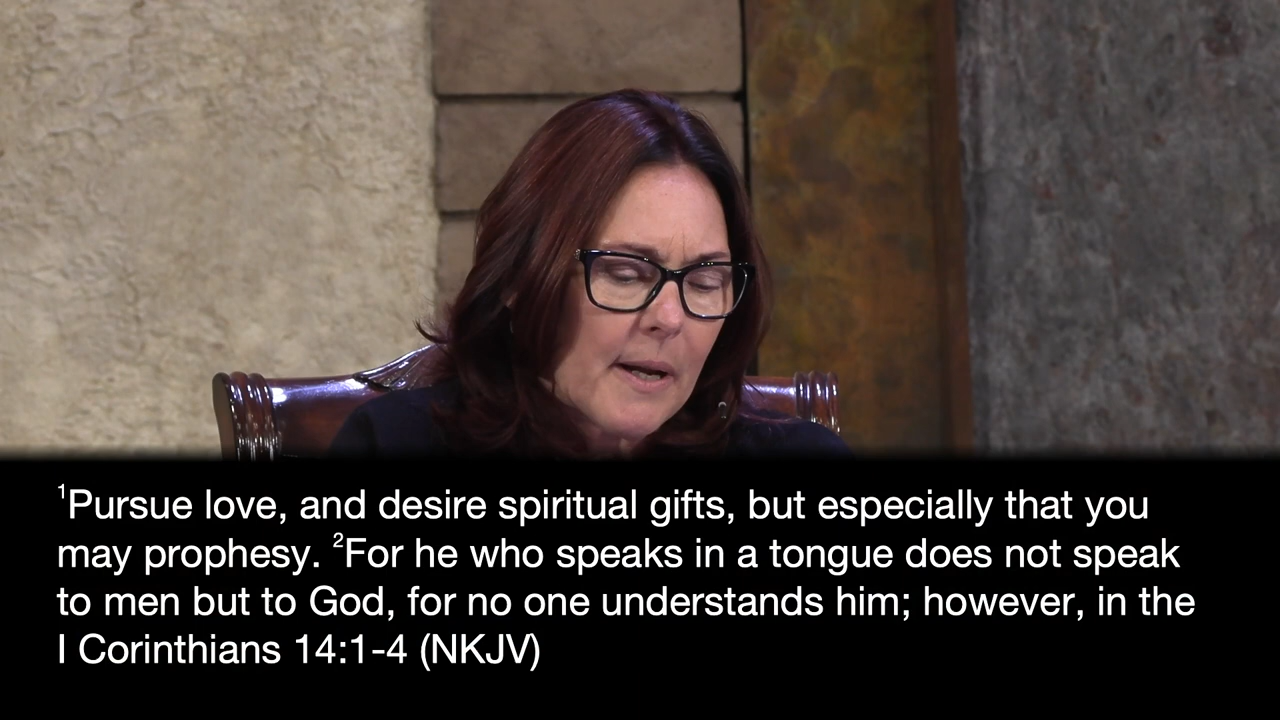 ¹Pursue love, and desire spiritual gifts, but especially that you
may prophesy. ²For he who speaks in a tongue does not speak
to men but to God, for no one understands him; however, in the
I Corinthians 14:1-4 (NKJV)